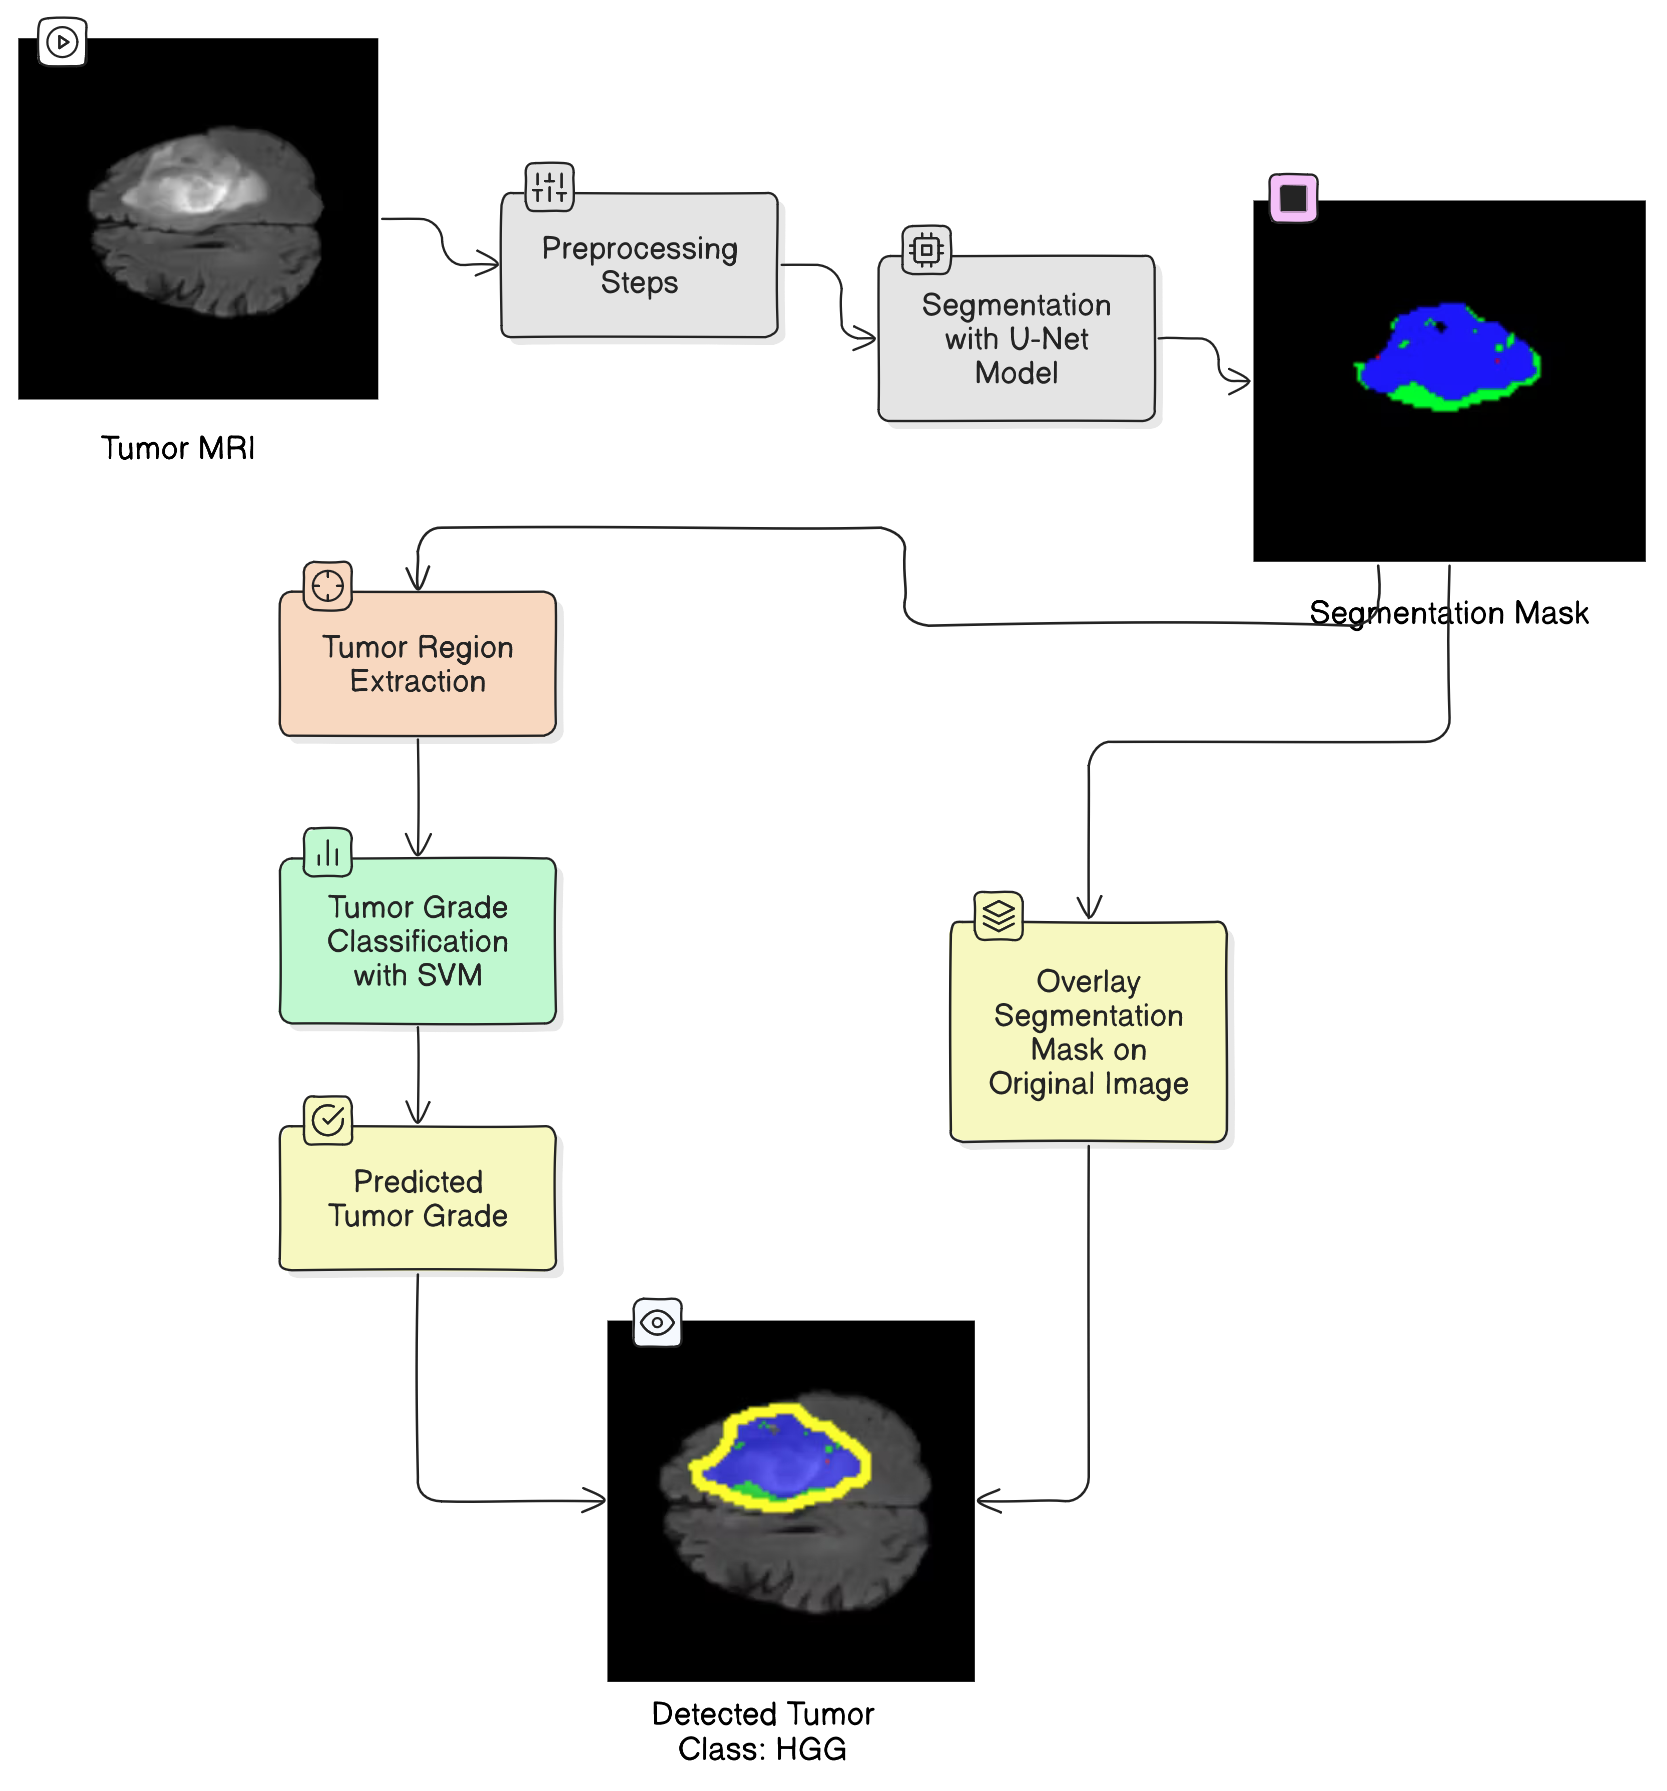 Tumor MRI
Preprocessing
Steps
Segmentation
with U-Net
Model
Segmentation Mask
Tumor Region
Extraction
Tumor Grade
Classification
with SVM
Predicted
Tumor Grade
Overlay
Segmentation
Mask on
Original Image
Detected Tumor
Class: HGG